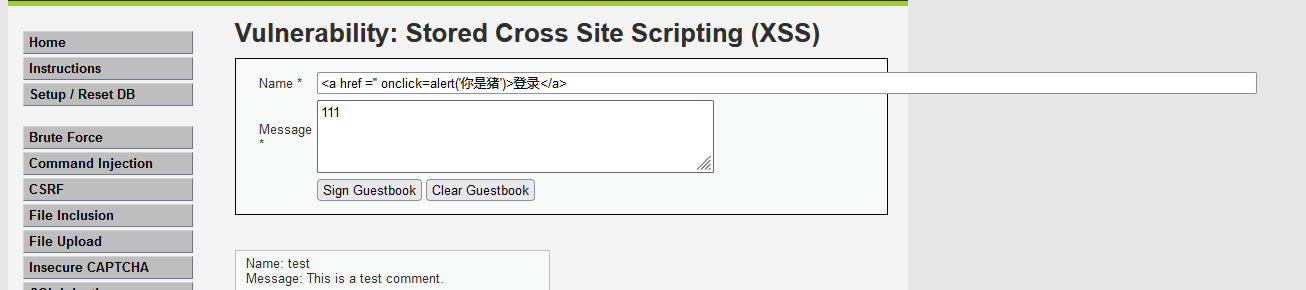 Vulnerability: Stored Cross Site Scripting (XSS)
Home
Instructions
Setup / Reset DB
Brute Force
Command Injection
CSRF
File Inclusion
File Upload
Insecure CAPTCHA
Name *
<a href ='' onclick=alert('你是猪')>登录</a>
Message
*
111
Sign Guestbook Clear Guestbook
Name: test
Message: This is a test comment.